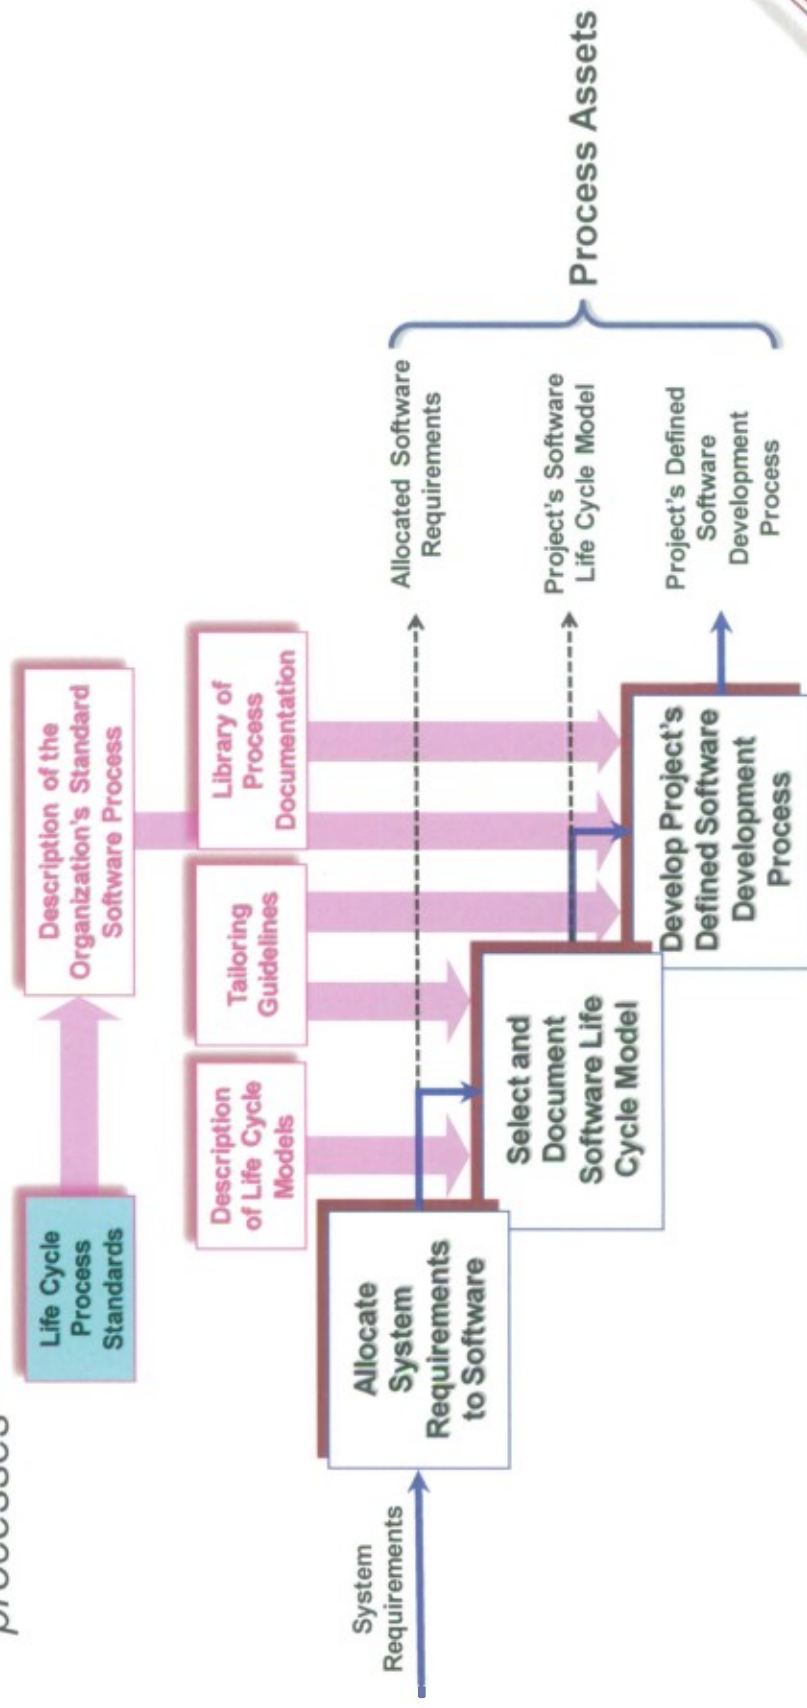 processes
Life Cycle
Process
Standards
Description of the
Organization's Standard
Software Process
Description
of Life Cycle
Models
Tailoring
Guidelines
Library of
Process
Documentation
System
Requirements
Allocate
System
Requirements
to Software
Select and
Document
Software Life
Cycle Model
Develop Project's
Defined Software
Development
Process
Allocated Software
Requirements
Project's Software
Life Cycle Model
Project's Defined
Software
Development
Process
Process Assets